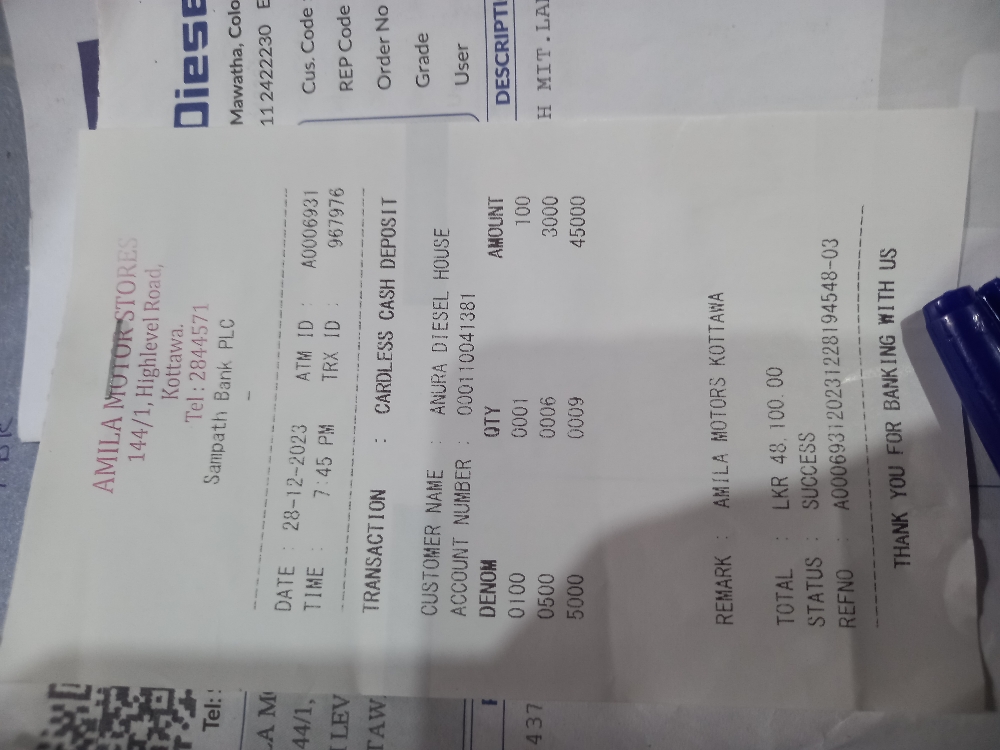 Diese
Mawatha, Colo
112422230 E
Cus. Code
REP Code
Order No
Grade
User
DESCRIPTI
H MIT.LA
AMILA MOTOR STORES
144/1, Highlevel Road,
Kottawa.
Tel : 2844571
Sampath Bank PLC
DATE : 28-12-2023 ATM ID : A0006931
TIME : 7:45 PM TRX ID : 967976
TRANSACTION : CARDLESS CASH DEPOSIT
CUSTOMER NAME : ANURA DIESEL HOUSE
ACCOUNT NUMBER : 000110041381
DENOM QTY AMOUNT
0100 0001 100
0500 0006 3000
5000 0009 45000
REMARK : AMILA MOTORS KOTTAWA
TOTAL : LKR 48,100.00
STATUS : SUCCESS
REFNO : A000693120231228194548-03
THANK YOU FOR BANKING WITH US
Tel:
LA M
44/1,
LEV
TAW
437